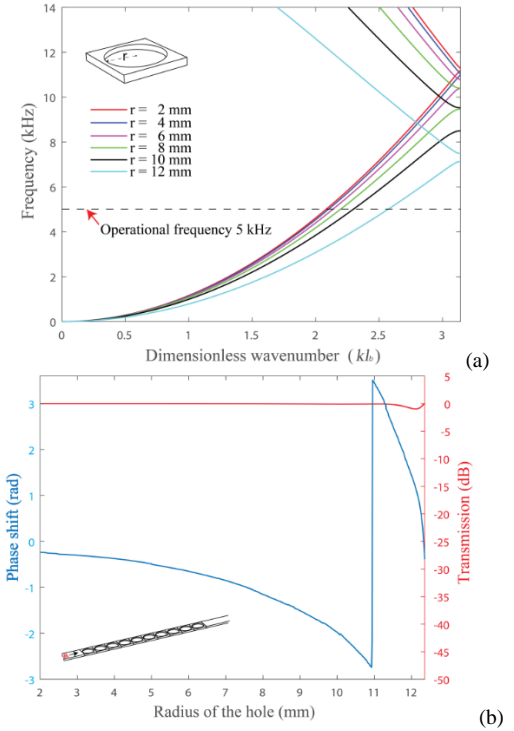 14
12
10
8
6
4
2
0
Frequency (kHz)
r
r = 2 mm
r = 4 mm
r = 6 mm
r = 8 mm
r = 10 mm
r = 12 mm
Operational frequency 5 kHz
0 0.5 1 1.5 2 2.5 3
Dimensionless wavenumber (kl_b)
(a)
3
2
1
0
-1
-2
-3
Phase shift (rad)
5
0
-5
-10
-15
-20
-25
-30
-35
-40
-45
-50
Transmission (dB)
2 3 4 5 6 7 8 9 10 11 12
Radius of the hole (mm)
(b)